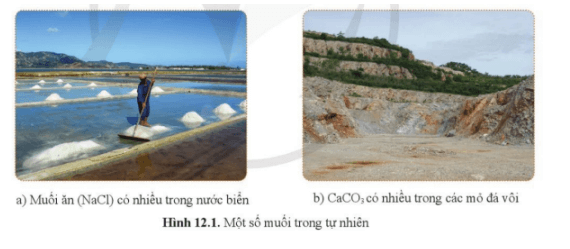 a) Muối ăn (NaCl) có nhiều trong nước biển
b) CaCO₃ có nhiều trong các mỏ đá vôi
Hình 12.1. Một số muối trong tự nhiên